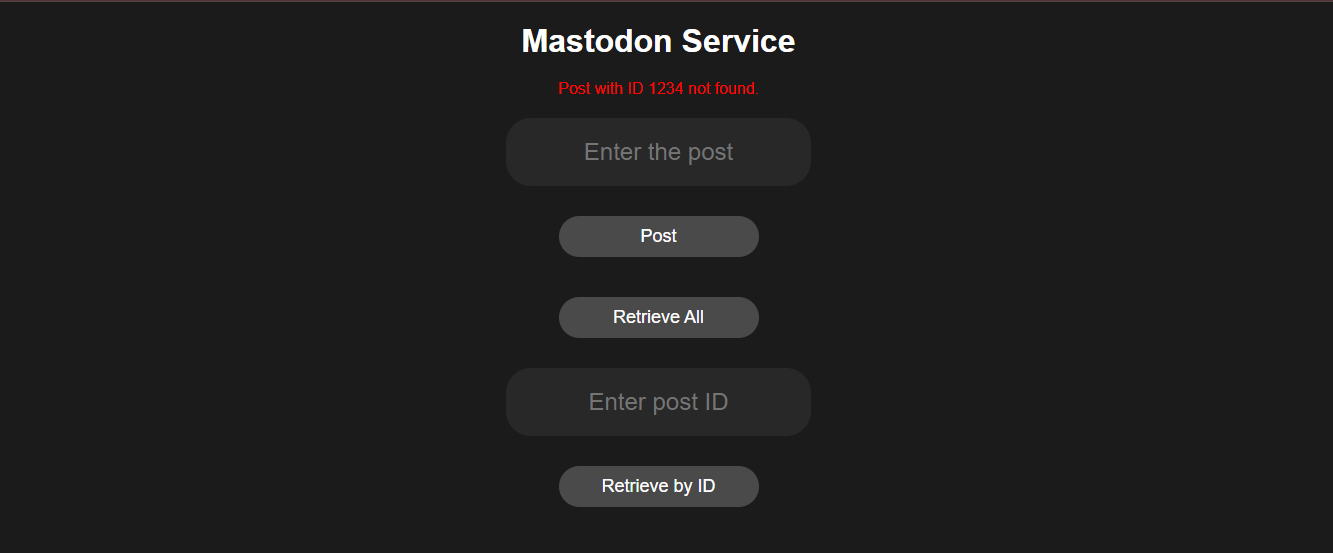 Mastodon Service
Post with ID 1234 not found.
Enter the post
Post
Retrieve All
Enter post ID
Retrieve by ID